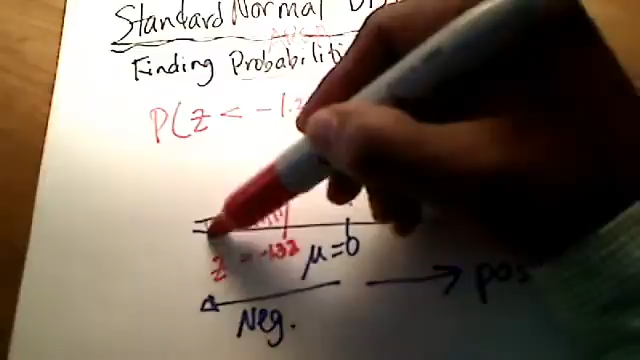 Standard Normal
Finding Probabiliti
P(Z < -1.
Z = -1.32
μ=0
pos
Neg.